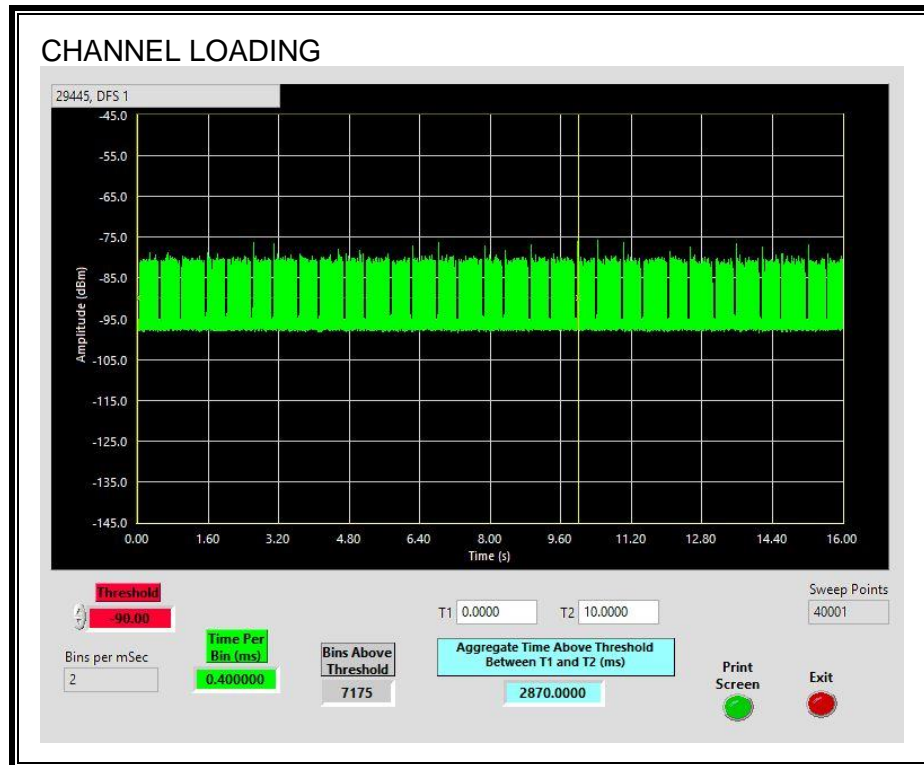 CHANNEL LOADING
29445, DFS 1
-45.0
-55.0
-65.0
-75.0
-85.0
-95.0
-105.0
-115.0
-125.0
-135.0
-145.0
Amplitude (dBm)
0.00 1.60 3.20 4.80 6.40 8.00 9.60 11.20 12.80 14.40 16.00
Time (s)
Threshold
-90.00
Bins per mSec
2
Time Per
Bin (ms)
0.400000
Bins Above
Threshold
7175
T1 0.0000 T2 10.0000
Aggregate Time Above Threshold
Between T1 and T2 (ms)
2870.0000
Sweep Points
40001
Print
Screen
Exit